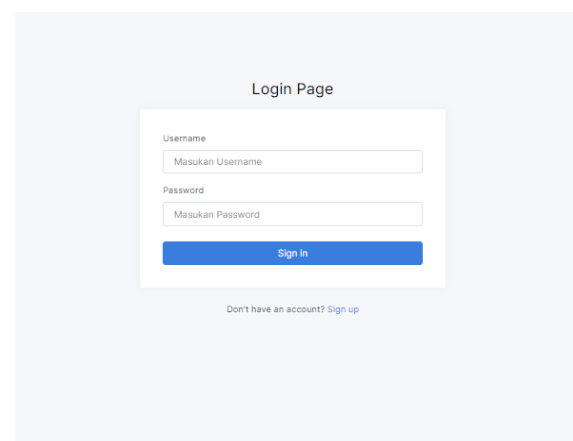 Login Page
Username
Masukan Username
Password
Masukan Password
Sign in
Don't have an account? Sign up